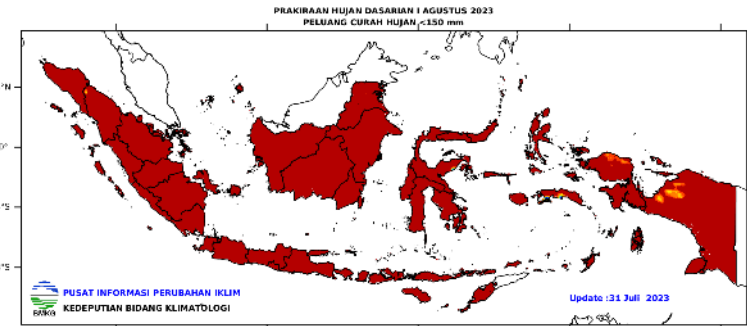 PRAKIRAAN HUJAN DASARIAN I AGUSTUS 2023
PELUANG CURAH HUJAN <150 mm
°N
0°
°S
°S
PUSAT INFORMASI PERUBAHAN IKLIM
BMKG
KEDEPUTIAN BIDANG KLIMATOLOGI
Update :31 Juli 2023